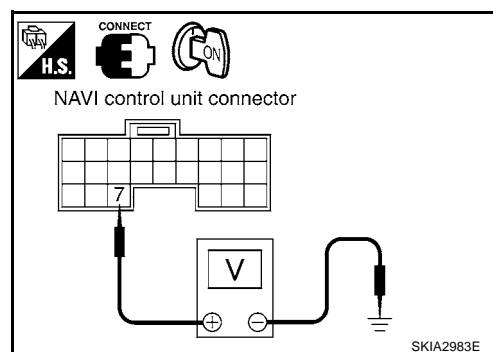 CONNECT
H.S.
ON
NAVI control unit connector
7
V
+ −
SKIA2983E